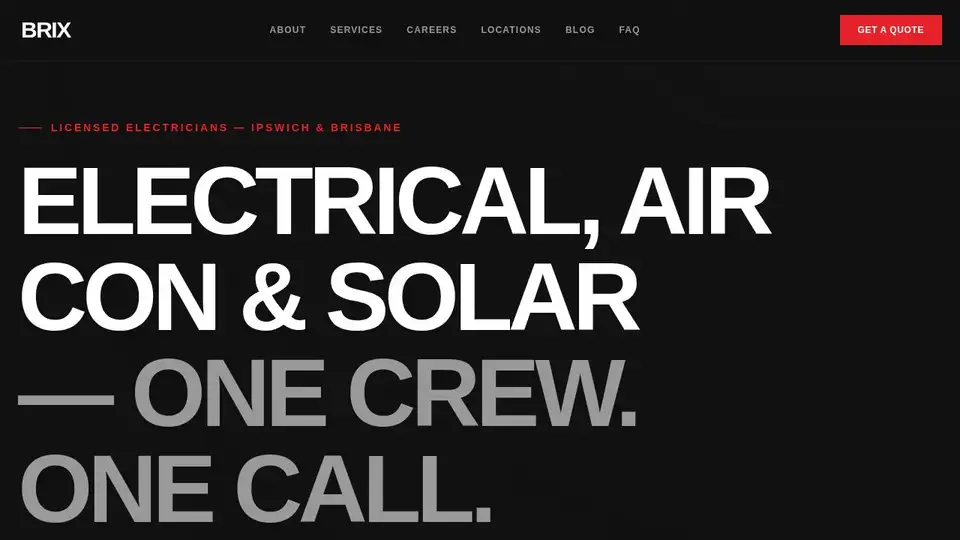 BRIX
ABOUT SERVICES CAREERS LOCATIONS BLOG FAQ
GET A QUOTE
LICENSED ELECTRICIANS — IPSWICH & BRISBANE
ELECTRICAL, AIR
CON & SOLAR
— ONE CREW.
ONE CALL.